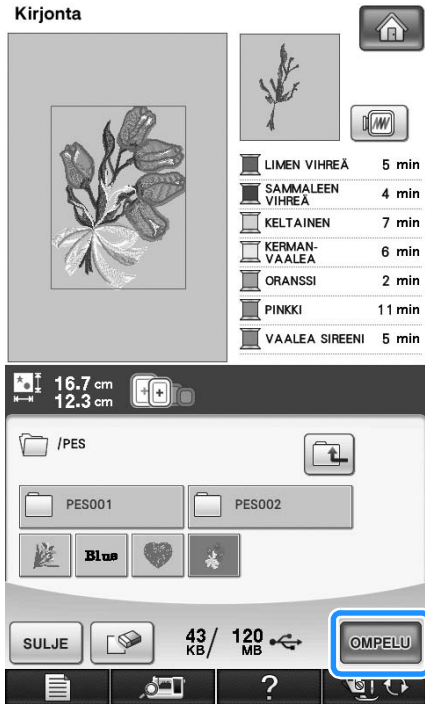 Kirjonta
LIMEN VIHREÄ 5 min
SAMMALEEN
VIHREÄ 4 min
KELTAINEN 7 min
KERMAN-
VAALEA 6 min
ORANSSI 2 min
PINKKI 11 min
VAALEA SIREENI 5 min
16.7 cm
12.3 cm
/PES
PES001 PES002
Blue
SULJE 43 KB/ 120 MB OMPELU
?